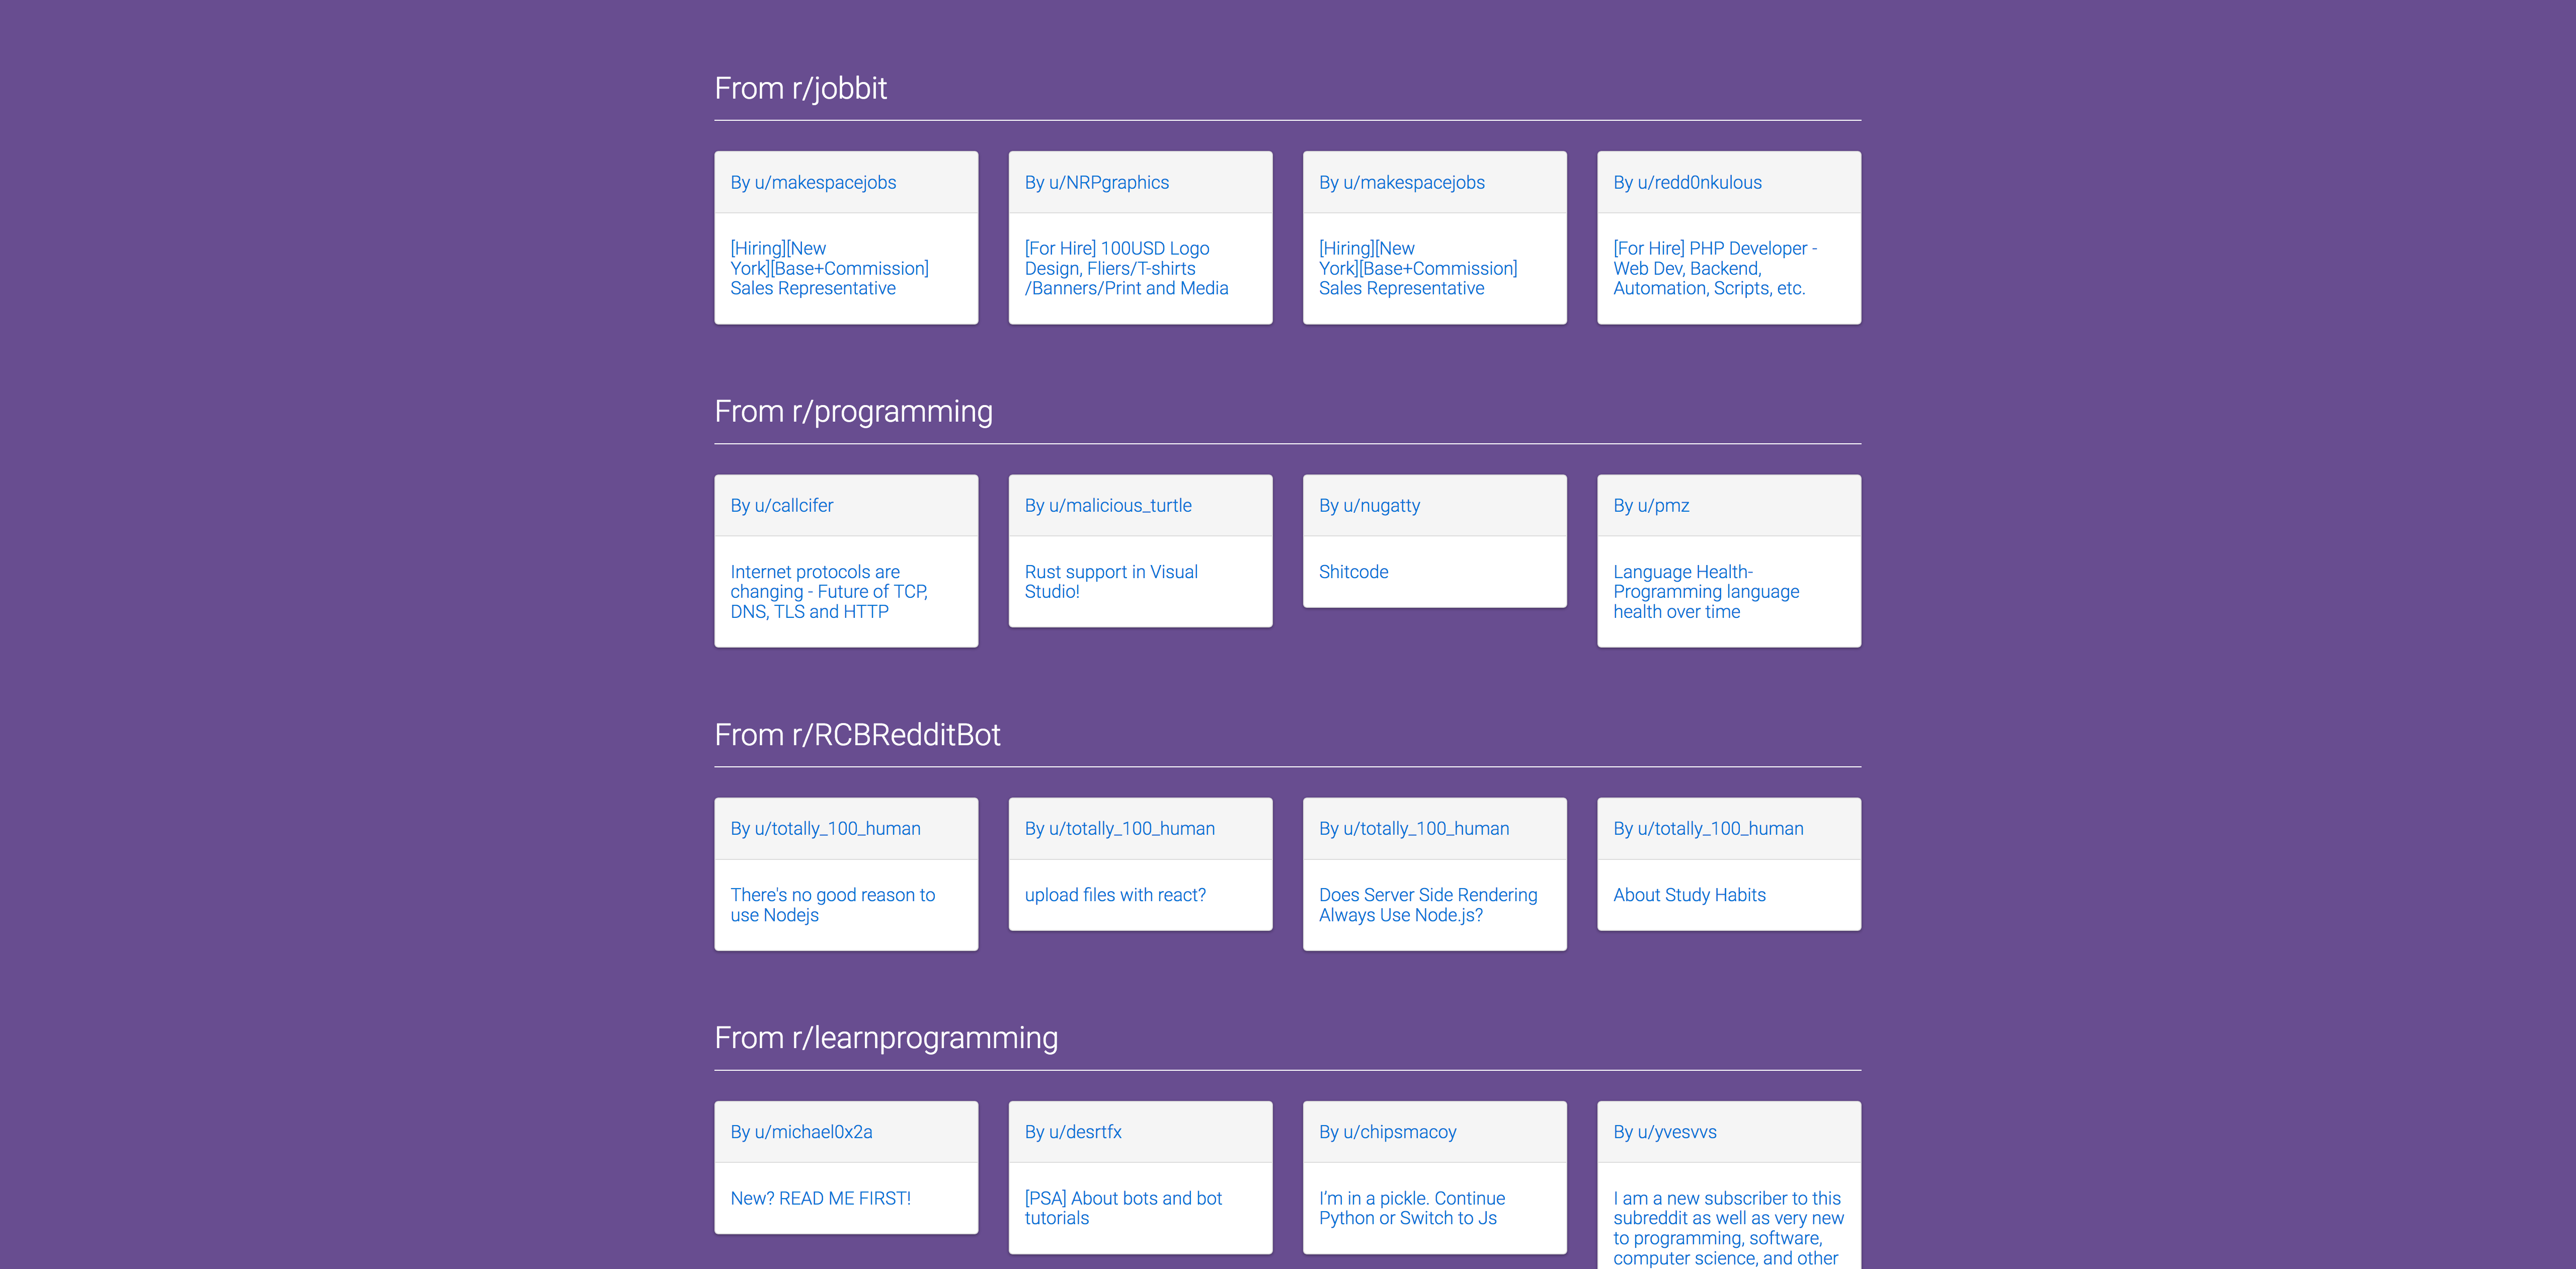 From r/jobbit
By u/makespacejobs
[Hiring][New
York][Base+Commission]
Sales Representative
By u/NRPgraphics
[For Hire] 100USD Logo
Design, Fliers/T-shirts
/Banners/Print and Media
By u/makespacejobs
[Hiring][New
York][Base+Commission]
Sales Representative
By u/redd0nkulous
[For Hire] PHP Developer -
Web Dev, Backend,
Automation, Scripts, etc.
From r/programming
By u/callcifer
Internet protocols are
changing - Future of TCP,
DNS, TLS and HTTP
By u/malicious_turtle
Rust support in Visual
Studio!
By u/nugatty
Shitcode
By u/pmz
Language Health-
Programming language
health over time
From r/RCBRedditBot
By u/totally_100_human
There's no good reason to
use Nodejs
By u/totally_100_human
upload files with react?
By u/totally_100_human
Does Server Side Rendering
Always Use Node.js?
By u/totally_100_human
About Study Habits
From r/learnprogramming
By u/michael0x2a
New? READ ME FIRST!
By u/desrtfx
[PSA] About bots and bot
tutorials
By u/chipsmacoy
I’m in a pickle. Continue
Python or Switch to Js
By u/yvesvvs
I am a new subscriber to this
subreddit as well as very new
to programming, software,
computer science, and other